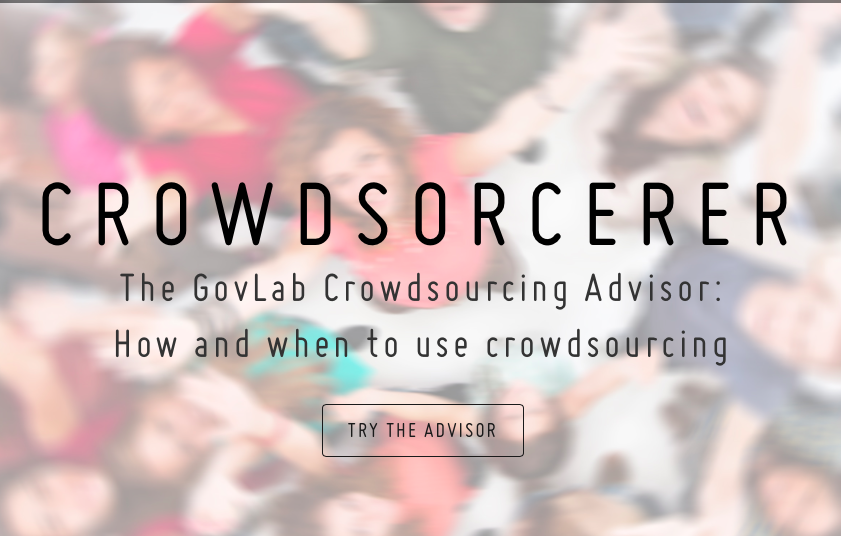 CROWDSORCERER
The GovLab Crowdsourcing Advisor:
How and when to use crowdsourcing
TRY THE ADVISOR